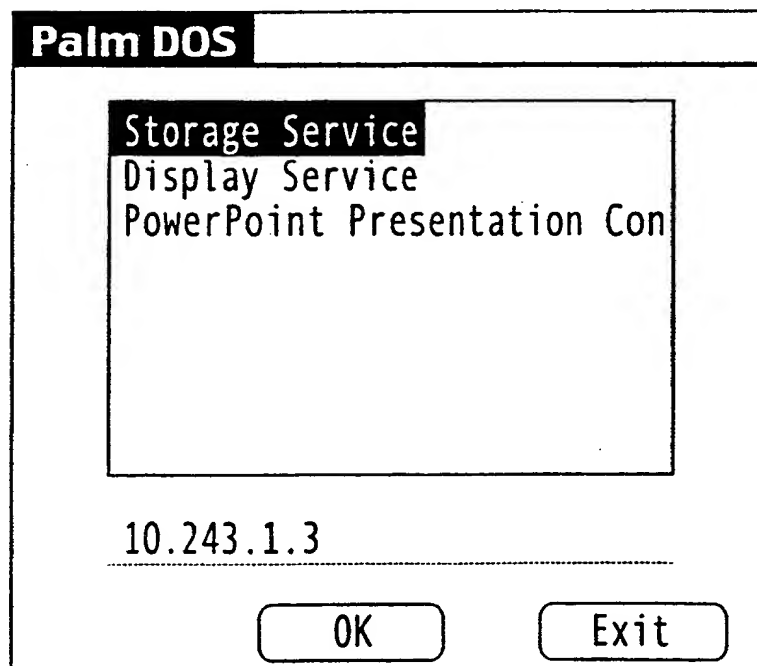 Palm DOS
Storage Service
Display Service
PowerPoint Presentation Con
10.243.1.3
OK Exit